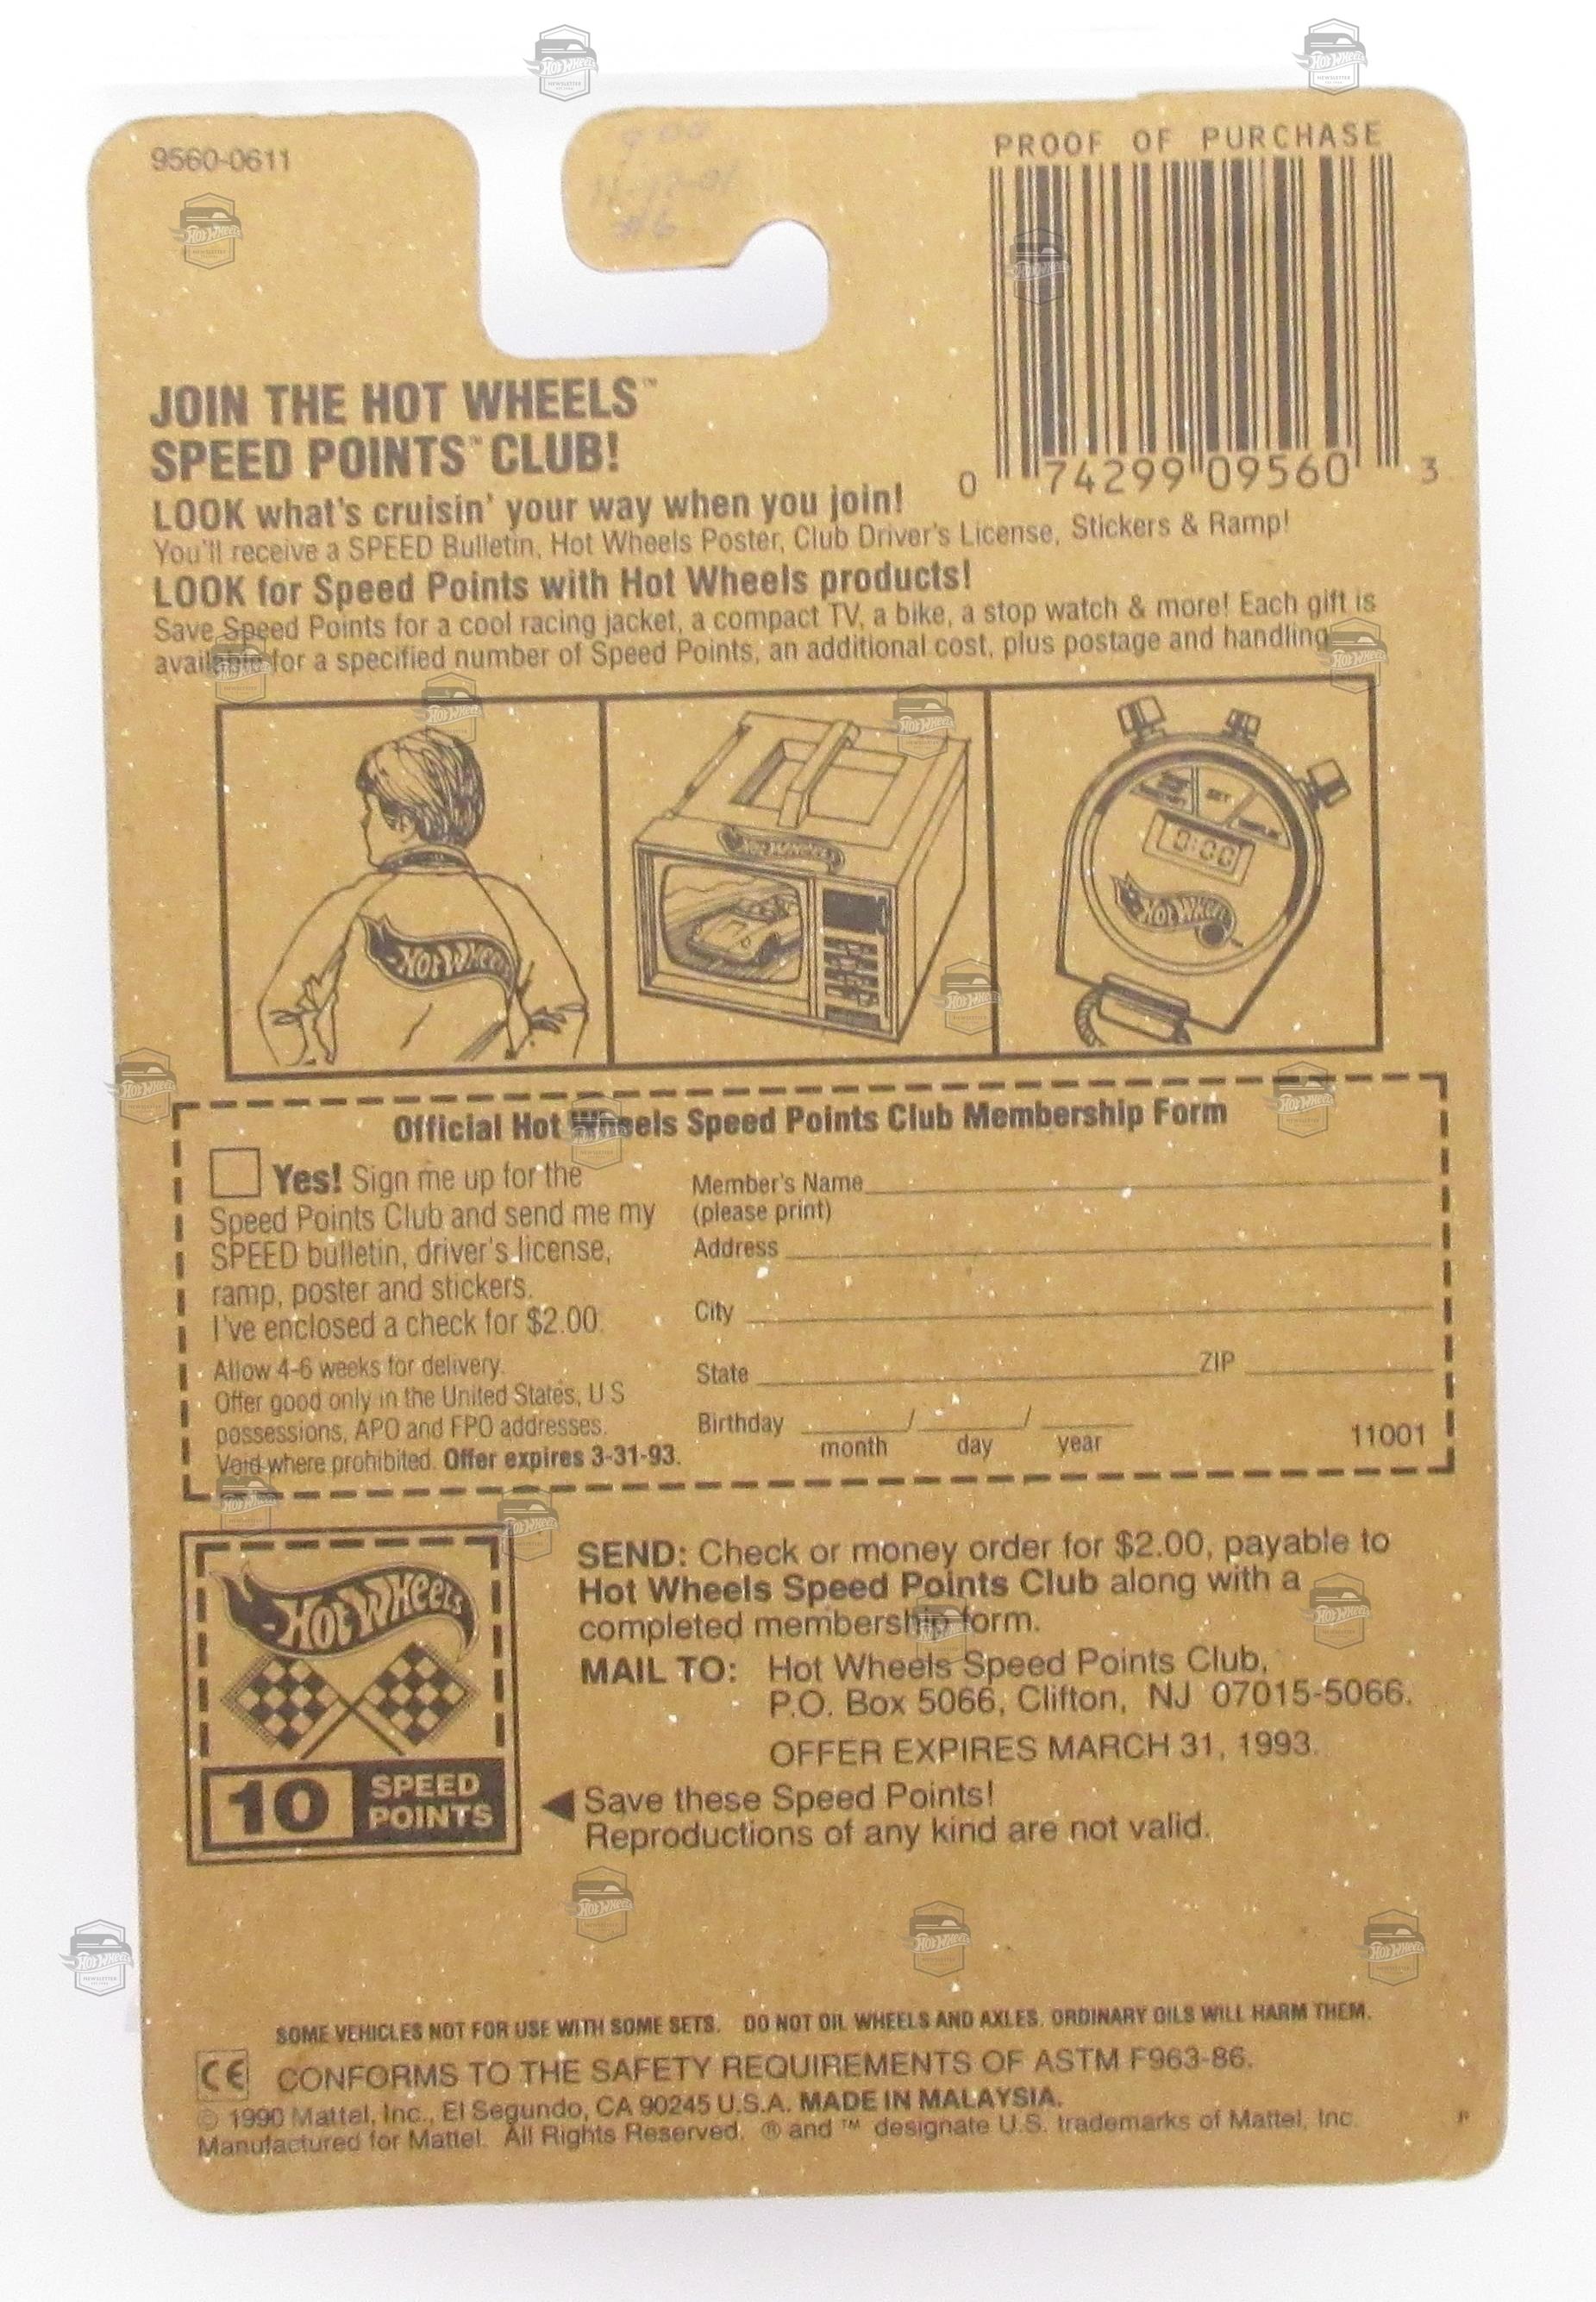 9560-0611
PROOF OF PURCHASE
0 74299 09560 3
JOIN THE HOT WHEELS™
SPEED POINTS™ CLUB!
LOOK what's cruisin' your way when you join!
You'll receive a SPEED Bulletin, Hot Wheels Poster, Club Driver's License, Stickers & Ramp!
LOOK for Speed Points with Hot Wheels products!
Save Speed Points for a cool racing jacket, a compact TV, a bike, a stop watch & more! Each gift is
available for a specified number of Speed Points, an additional cost, plus postage and handling.
HOT WHEELS
HOT WHEELS
SET
0:00
HOT WHEELS
Official Hot Wheels Speed Points Club Membership Form
Yes! Sign me up for the
Speed Points Club and send me my
SPEED bulletin, driver's license,
ramp, poster and stickers.
I've enclosed a check for $2.00.
Allow 4-6 weeks for delivery.
Offer good only in the United States, U S
possessions, APO and FPO addresses.
Void where prohibited. Offer expires 3-31-93.
Member's Name
(please print)
Address
City
State ZIP
Birthday / /
month day year
11001
HOT WHEELS
10 SPEED
POINTS
SEND: Check or money order for $2.00, payable to
Hot Wheels Speed Points Club along with a
completed membership form.
MAIL TO: Hot Wheels Speed Points Club,
P.O. Box 5066, Clifton, NJ 07015-5066.
OFFER EXPIRES MARCH 31, 1993.
◀ Save these Speed Points!
Reproductions of any kind are not valid.
SOME VEHICLES NOT FOR USE WITH SOME SETS. DO NOT OIL WHEELS AND AXLES. ORDINARY OILS WILL HARM THEM.
CE CONFORMS TO THE SAFETY REQUIREMENTS OF ASTM F963-86.
© 1990 Mattel, Inc., El Segundo, CA 90245 U.S.A. MADE IN MALAYSIA.
Manufactured for Mattel. All Rights Reserved. ® and ™ designate U.S. trademarks of Mattel, Inc.